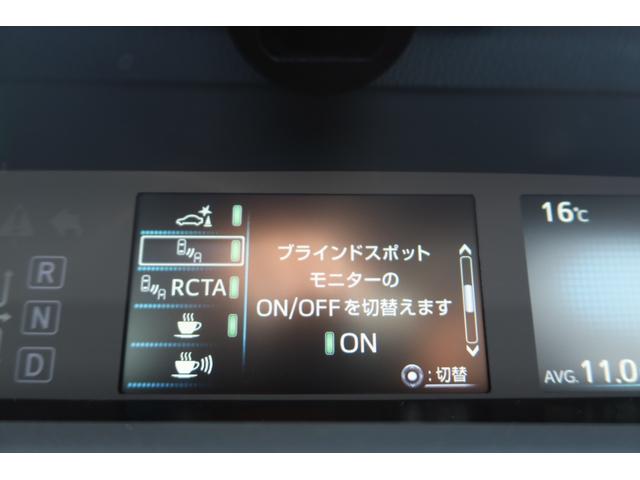 R
N
D
RCTA
ブラインドスポット
モニターの
ON/OFFを切替えます
ON
:切替
16℃
AVG. 11.0